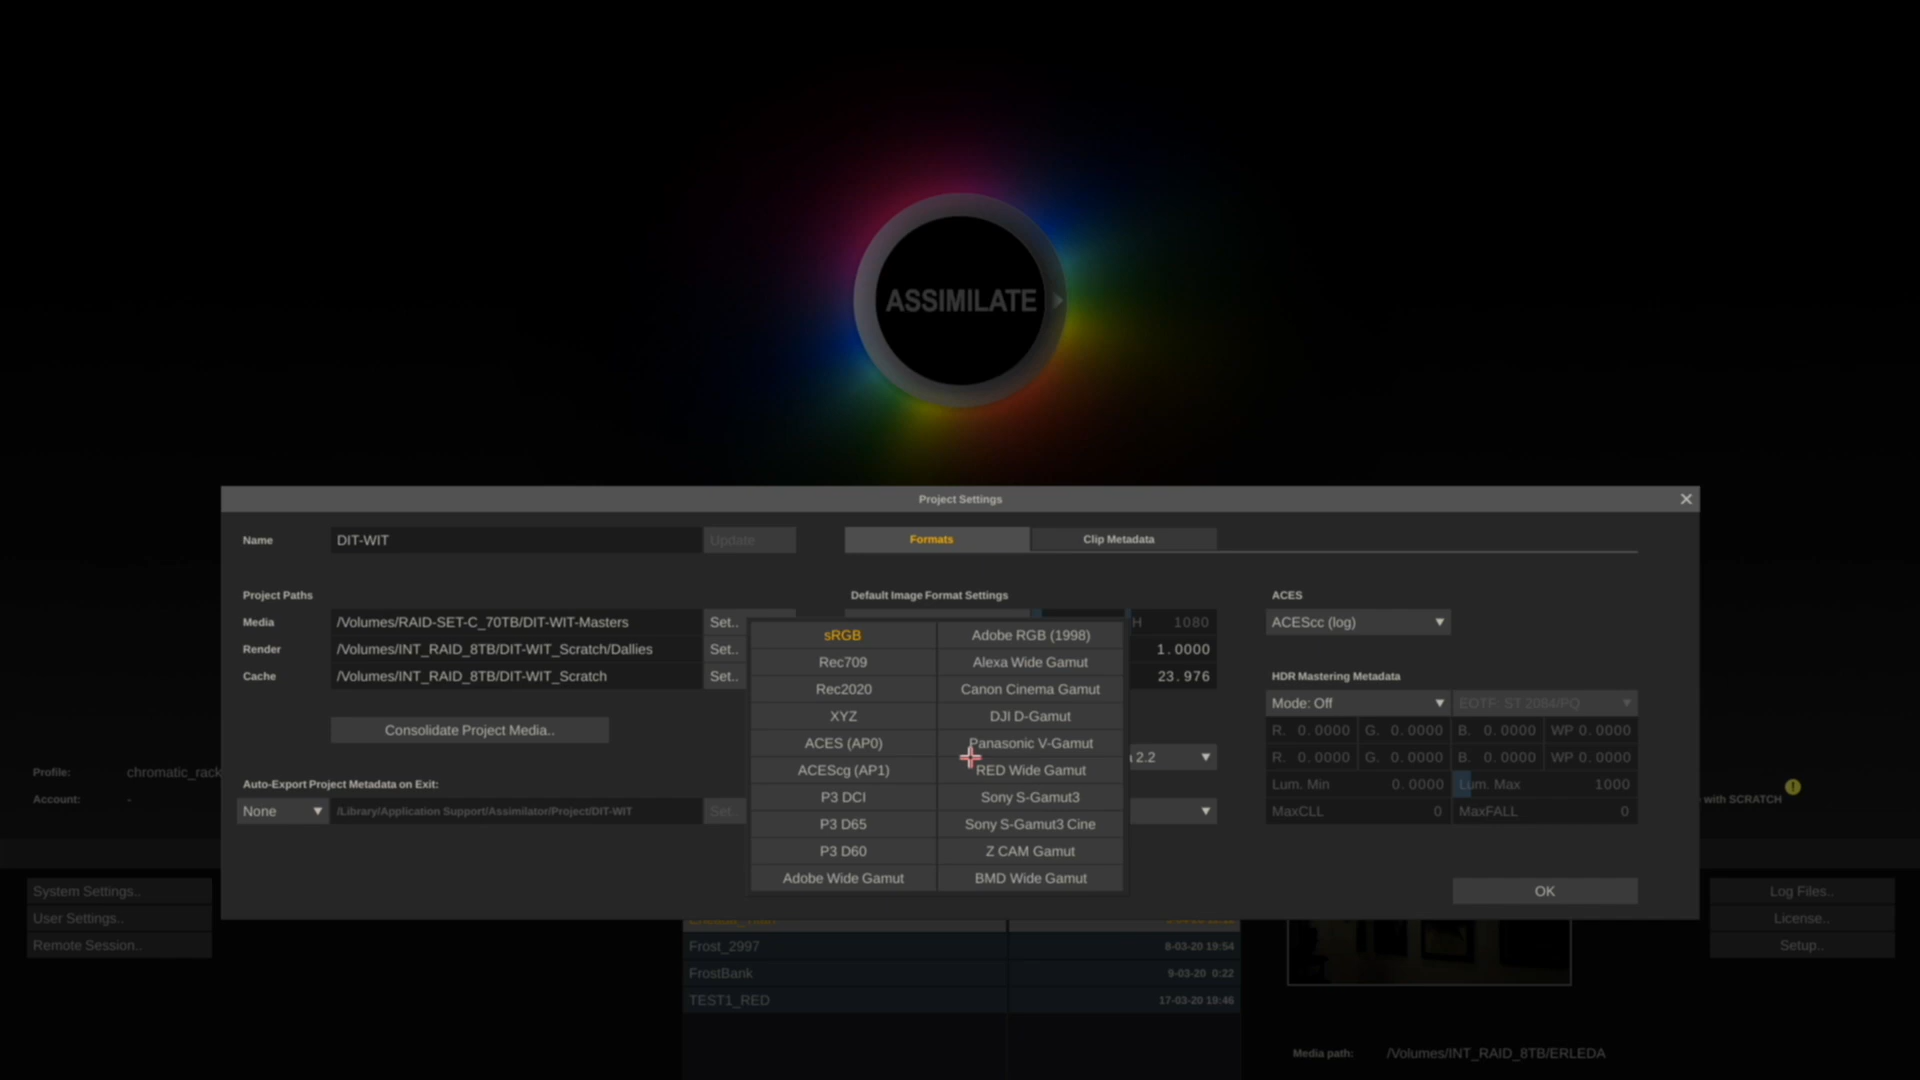 ASSIMILATE
Project Settings
Name
DIT-WIT
Update
Formats
Clip Metadata
Project Paths
Media
/Volumes/RAID-SET-C_70TB/DIT-WIT-Masters
Set..
Render
/Volumes/INT_RAID_8TB/DIT-WIT_Scratch/Dallies
Set..
Cache
/Volumes/INT_RAID_8TB/DIT-WIT_Scratch
Set..
Consolidate Project Media..
Auto-Export Project Metadata on Exit:
None
/Library/Application Support/Assimilator/Project/DIT-WIT
Set..
Default Image Format Settings
H 1080
1.0000
23.976
2.2
sRGB
Adobe RGB (1998)
Rec709
Alexa Wide Gamut
Rec2020
Canon Cinema Gamut
XYZ
DJI D-Gamut
ACES (AP0)
Panasonic V-Gamut
ACEScg (AP1)
RED Wide Gamut
P3 DCI
Sony S-Gamut3
P3 D65
Sony S-Gamut3 Cine
P3 D60
Z CAM Gamut
Adobe Wide Gamut
BMD Wide Gamut
ACES
ACEScc (log)
HDR Mastering Metadata
Mode: Off
EOTF: ST 2084/PQ
R. 0.0000 G. 0.0000 B. 0.0000 WP 0.0000
R. 0.0000 G. 0.0000 B. 0.0000 WP 0.0000
Lum. Min 0.0000 Lum. Max 1000
MaxCLL 0 MaxFALL 0
OK
Profile: chromatic_rack
Account: -
with SCRATCH
System Settings..
User Settings..
Remote Session..
Frost_2997 8-03-20 19:54
FrostBank 9-03-20 0:22
TEST1_RED 17-03-20 19:46
Log Files..
License..
Setup..
Media path: /Volumes/INT_RAID_8TB/ERLEDA